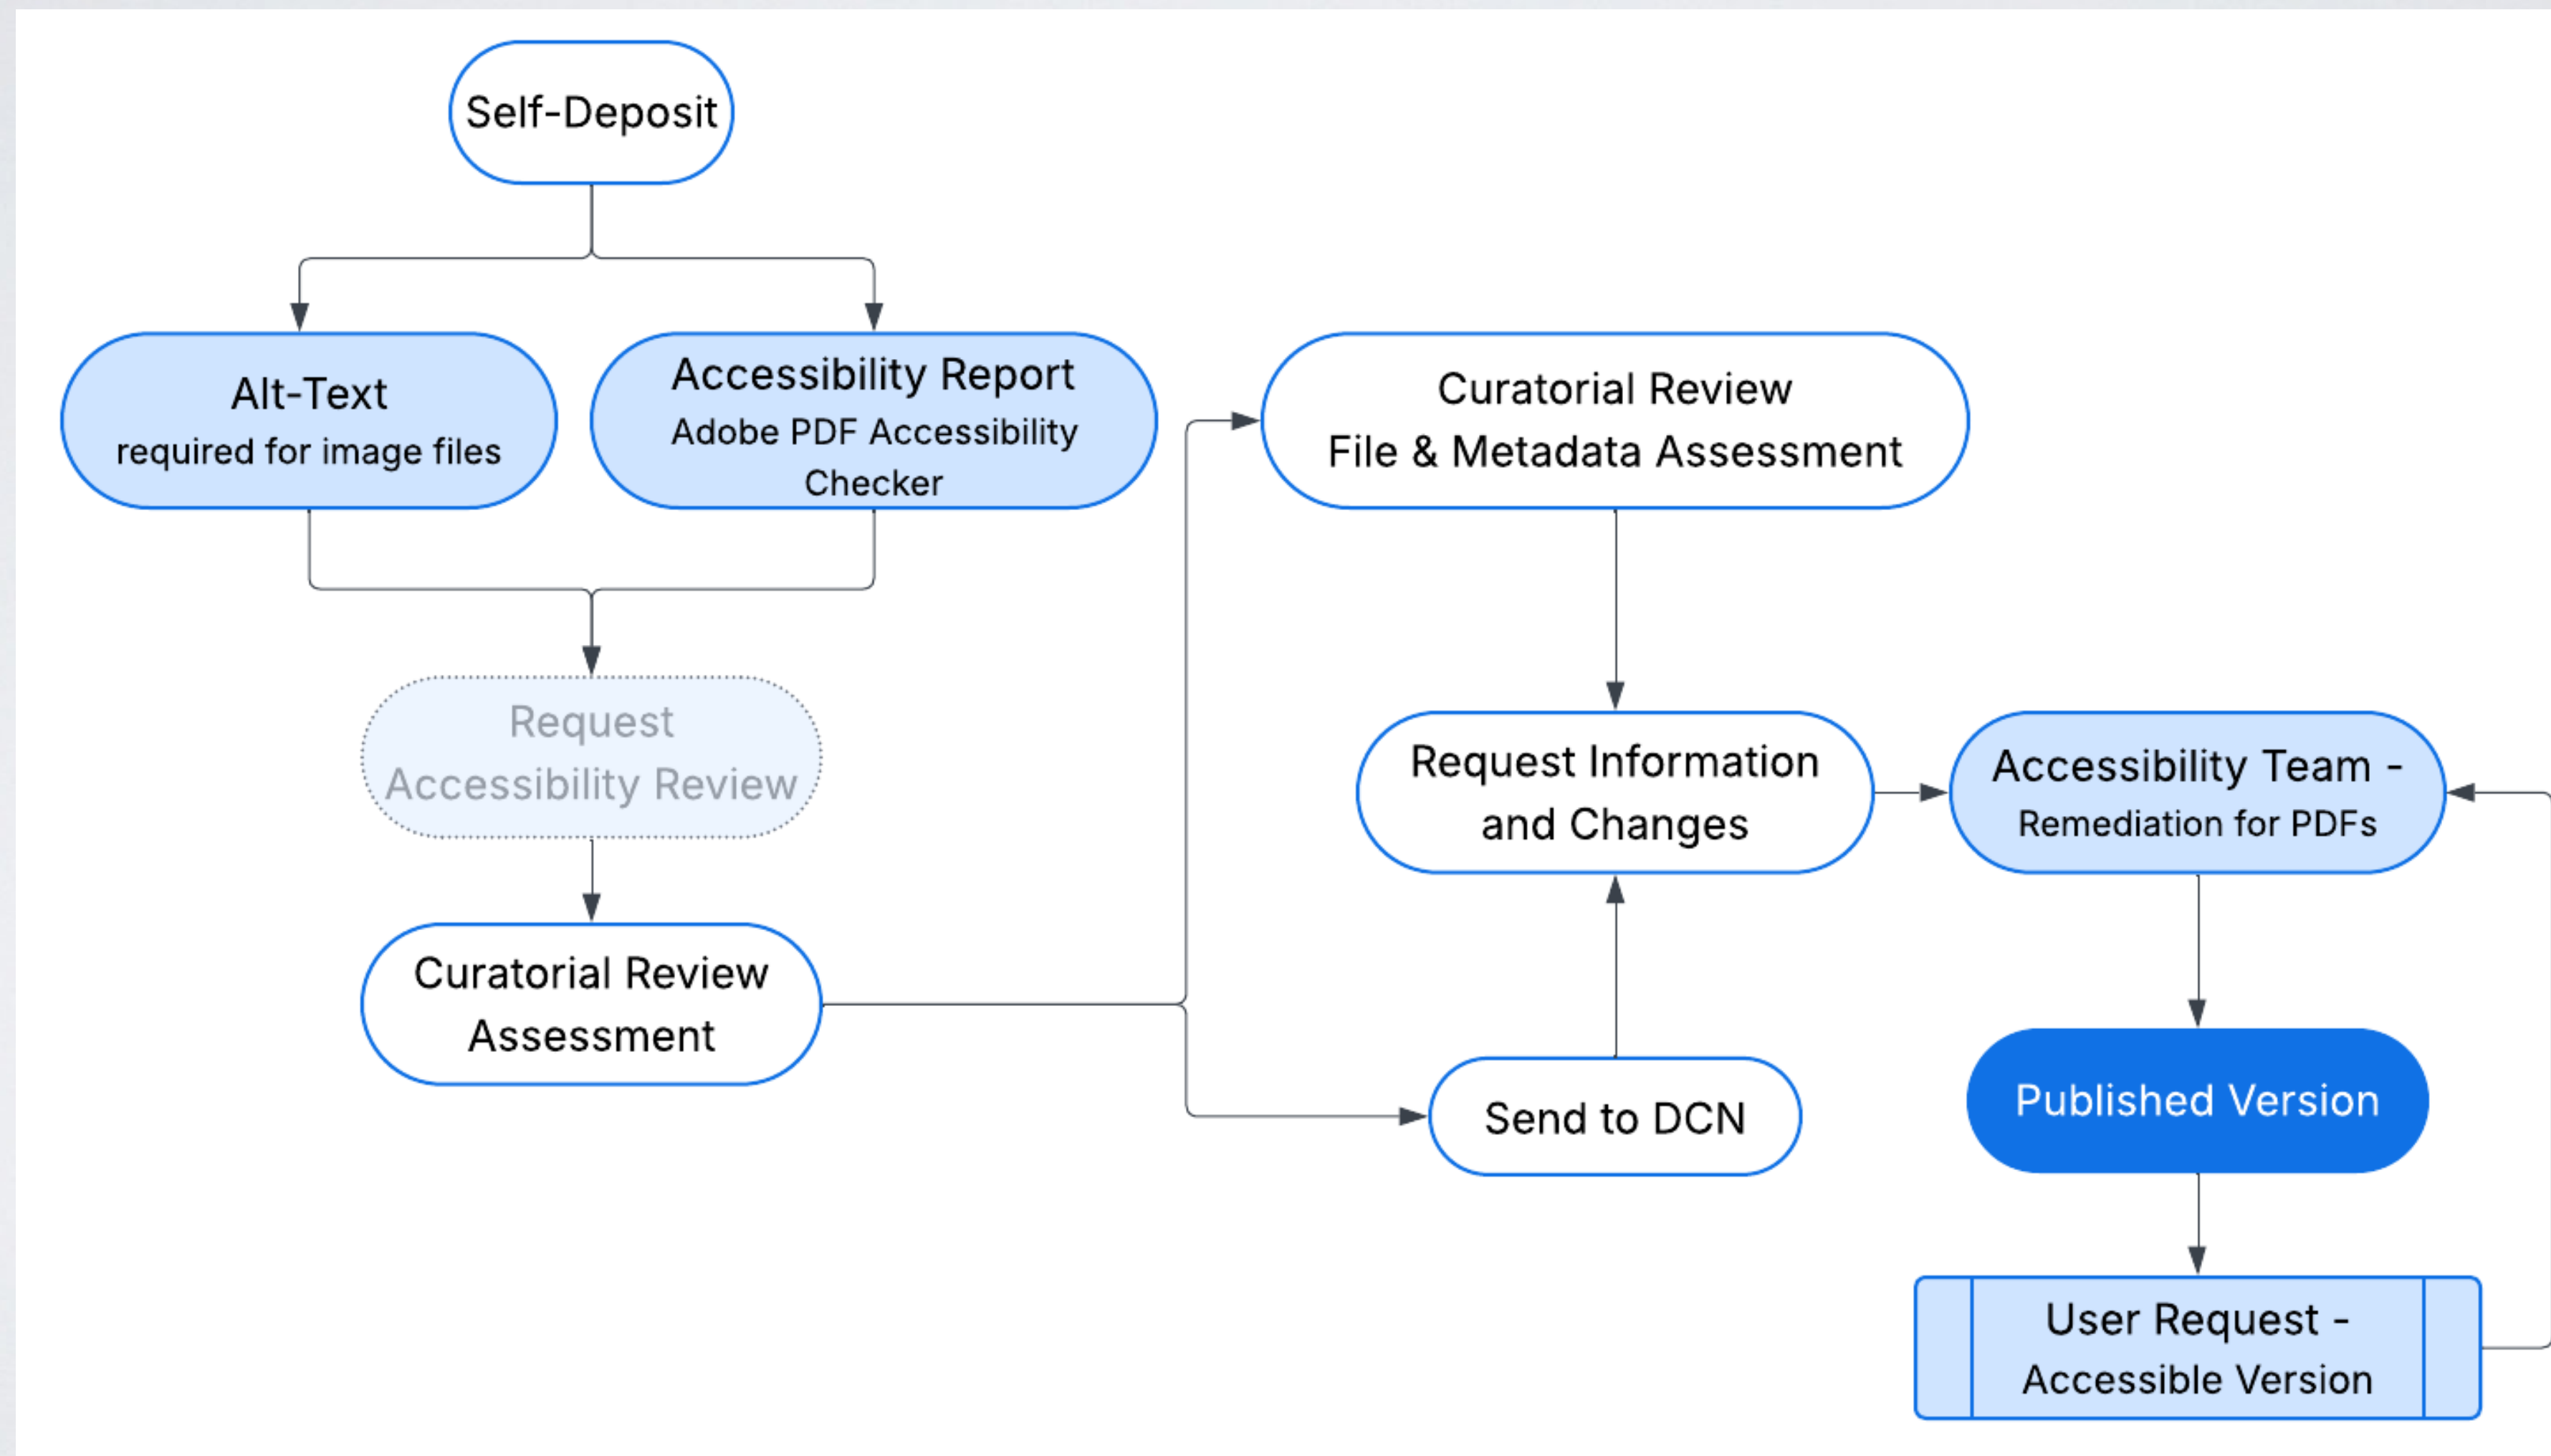 Self-Deposit
Alt-Text
required for image files
Accessibility Report
Adobe PDF Accessibility
Checker
Request
Accessibility Review
Curatorial Review
Assessment
Curatorial Review
File & Metadata Assessment
Request Information
and Changes
Send to DCN
Accessibility Team -
Remediation for PDFs
Published Version
User Request -
Accessible Version